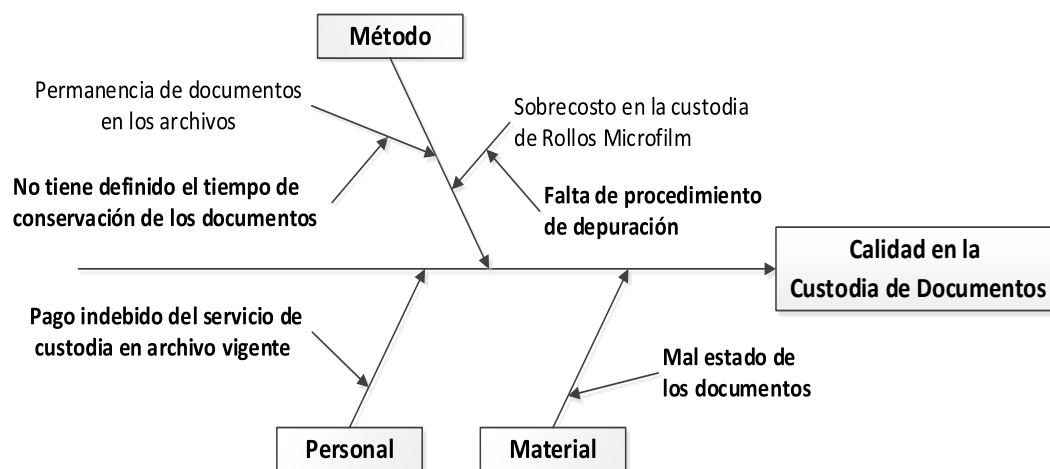 Método
Permanencia de documentos
en los archivos
Sobrecosto en la custodia
de Rollos Microfilm
No tiene definido el tiempo de
conservación de los documentos
Falta de procedimiento
de depuración
Calidad en la
Custodia de Documentos
Pago indebido del servicio de
custodia en archivo vigente
Mal estado de
los documentos
Personal
Material